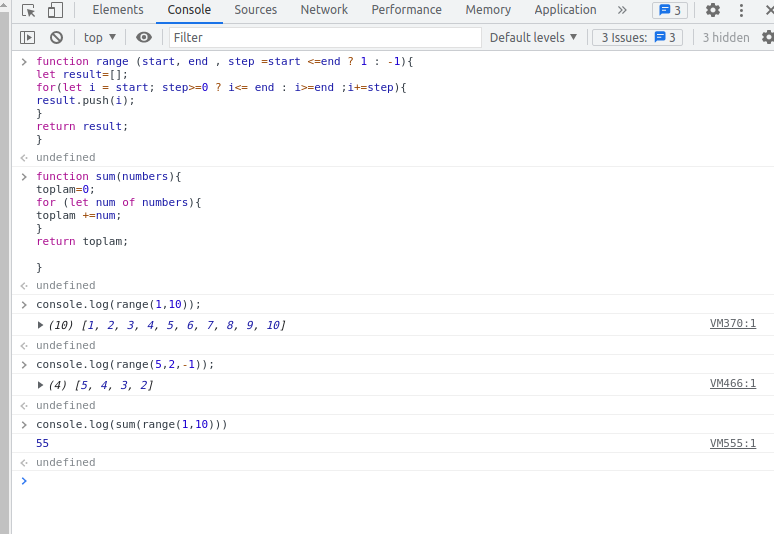 Elements Console Sources Network Performance Memory Application » 3
top Filter Default levels 3 Issues: 3 3 hidden
> function range (start, end , step =start <=end ? 1 : -1){
let result=[];
for(let i = start; step>=0 ? i<= end : i>=end ;i+=step){
result.push(i);
}
return result;
}
undefined
> function sum(numbers){
toplam=0;
for (let num of numbers){
toplam +=num;
}
return toplam;
}
undefined
> console.log(range(1,10));
(10) [1, 2, 3, 4, 5, 6, 7, 8, 9, 10] VM370:1
undefined
> console.log(range(5,2,-1));
(4) [5, 4, 3, 2] VM466:1
undefined
> console.log(sum(range(1,10)))
55 VM555:1
undefined
>